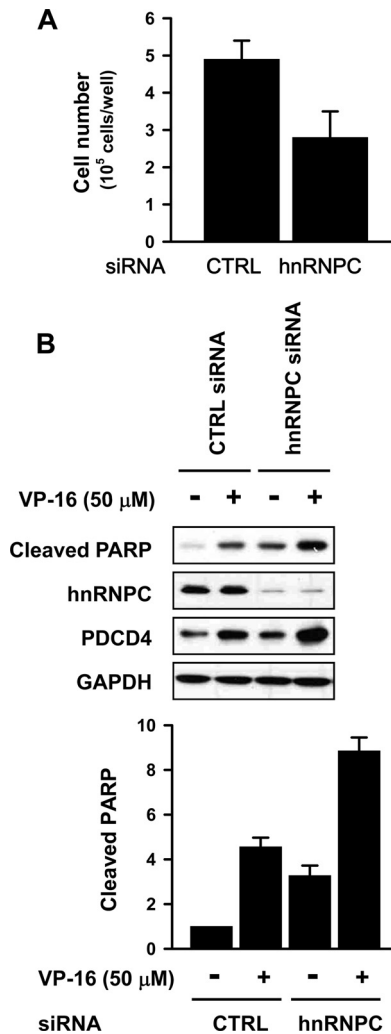 A
6
5
4
3
2
1
0
Cell number
(10⁵ cells/well)
siRNA CTRL hnRNPC
B
CTRL siRNA
hnRNPC siRNA
VP-16 (50 μM) - + - +
Cleaved PARP
hnRNPC
PDCD4
GAPDH
10
8
6
4
2
0
Cleaved PARP
VP-16 (50 μM) - + - +
siRNA CTRL hnRNPC